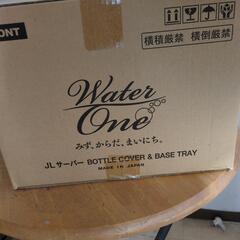 ONT
横積厳禁
横倒厳禁
Water
One
みず、からだ、まいにち。
JLサーバー BOTTLE COVER & BASE TRAY
MADE IN JAPAN